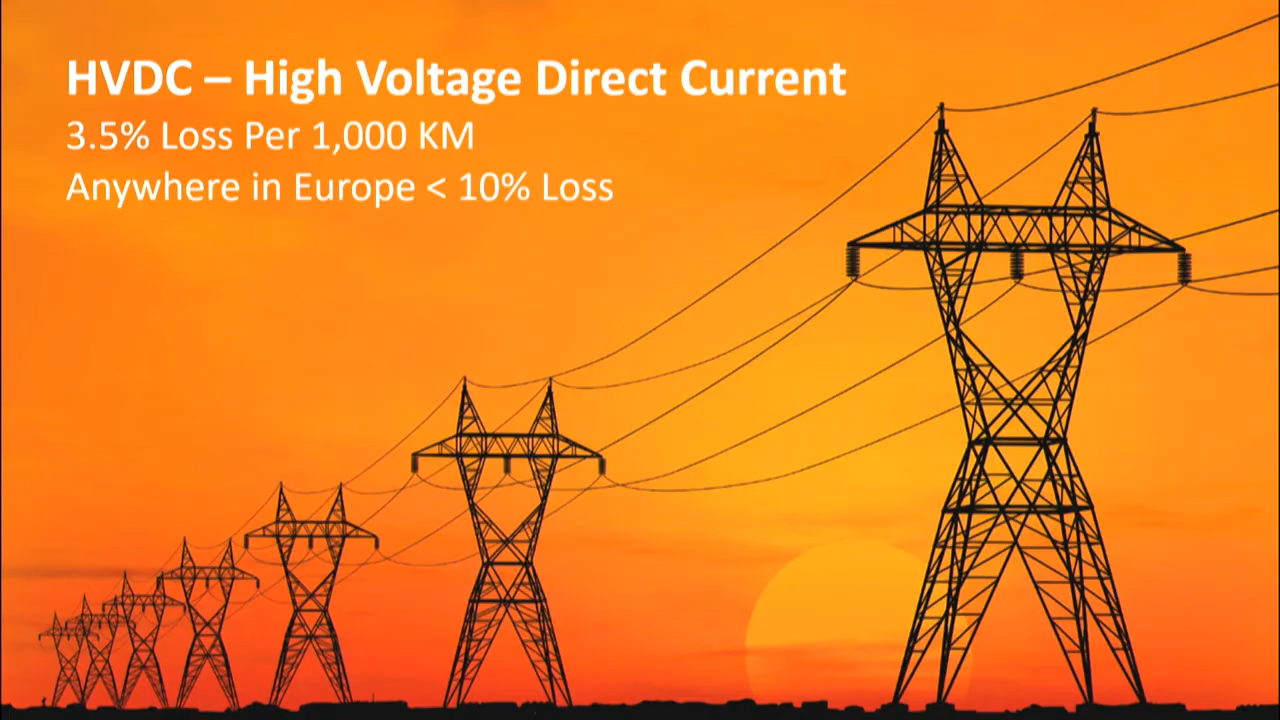 HVDC – High Voltage Direct Current
3.5% Loss Per 1,000 KM
Anywhere in Europe < 10% Loss